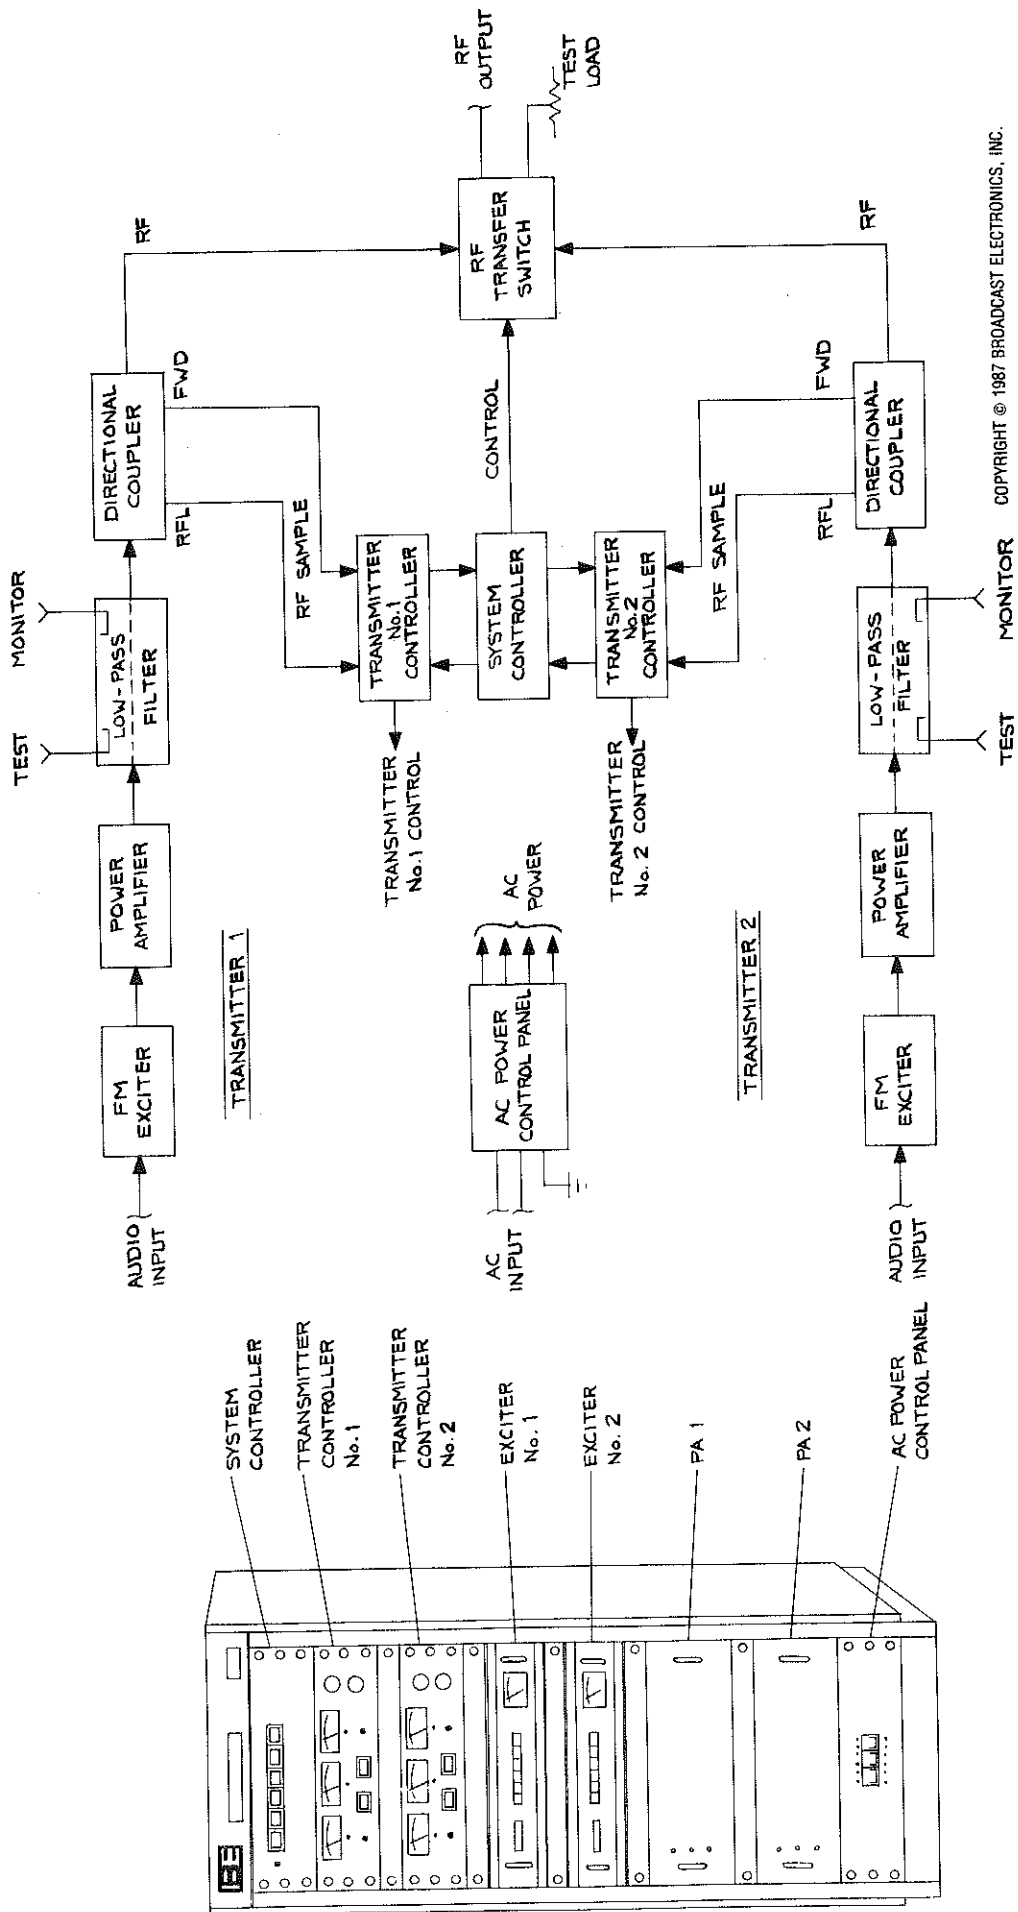 BE
SYSTEM
CONTROLLER
TRANSMITTER
CONTROLLER
No. 1
TRANSMITTER
CONTROLLER
No. 2
EXCITER
No. 1
EXCITER
No. 2
PA 1
PA 2
AC POWER
CONTROL PANEL
AUDIO
INPUT
FM
EXCITER
POWER
AMPLIFIER
LOW-PASS
FILTER
TEST
MONITOR
DIRECTIONAL
COUPLER
RFL
FWD
RF
TRANSMITTER 1
RF SAMPLE
TRANSMITTER
No. 1 CONTROL
TRANSMITTER
No.1
CONTROLLER
SYSTEM
CONTROLLER
CONTROL
RF
TRANSFER
SWITCH
RF
OUTPUT
TEST
LOAD
AC
INPUT
AC POWER
CONTROL PANEL
AC
POWER
TRANSMITTER
No. 2 CONTROL
TRANSMITTER
No.2
CONTROLLER
RF SAMPLE
TRANSMITTER 2
AUDIO
INPUT
FM
EXCITER
POWER
AMPLIFIER
LOW-PASS
FILTER
TEST
MONITOR
DIRECTIONAL
COUPLER
RFL
FWD
RF
COPYRIGHT © 1987 BROADCAST ELECTRONICS, INC.